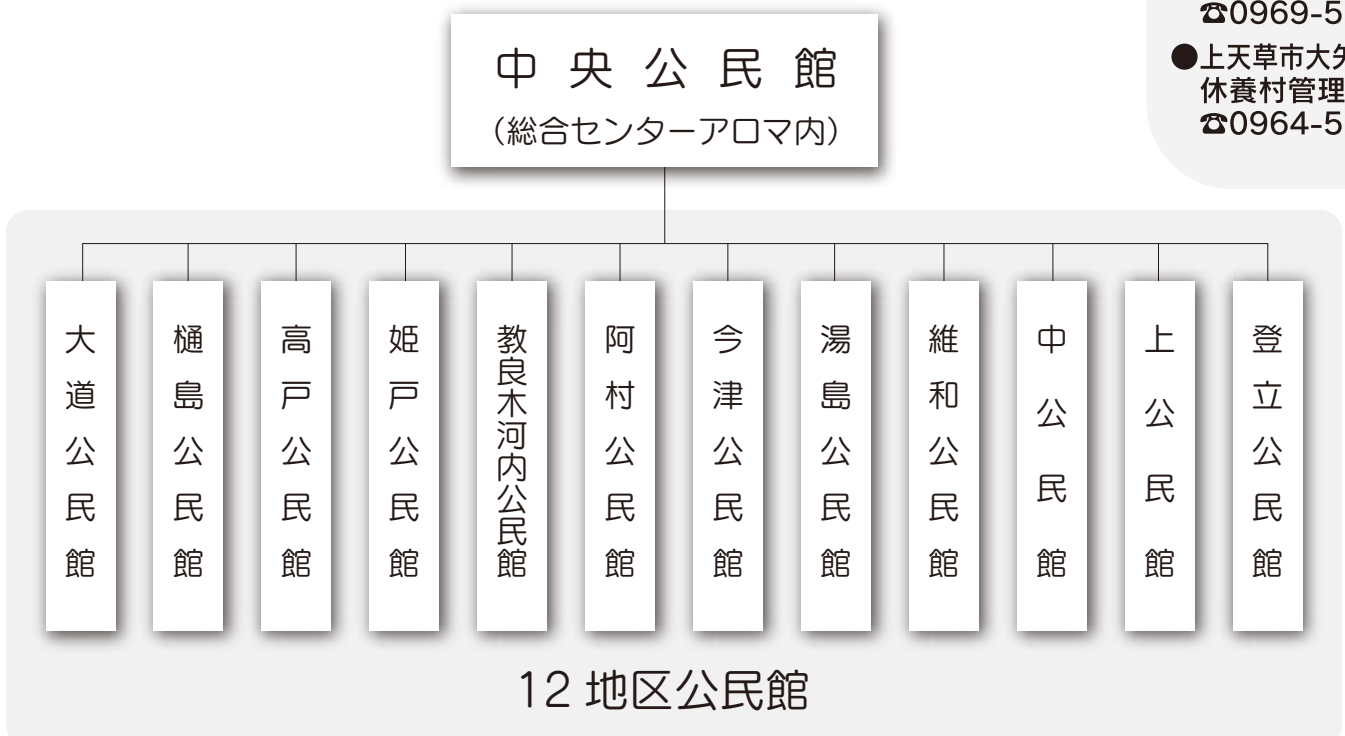 中央公民館
（総合センターアロマ内）
☎0969-5
●上天草市大矢
休養村管理
☎0964-5
大道公民館
樋島公民館
高戸公民館
姫戸公民館
教良木河内公民館
阿村公民館
今津公民館
湯島公民館
維和公民館
中公民館
上公民館
登立公民館
12 地区公民館